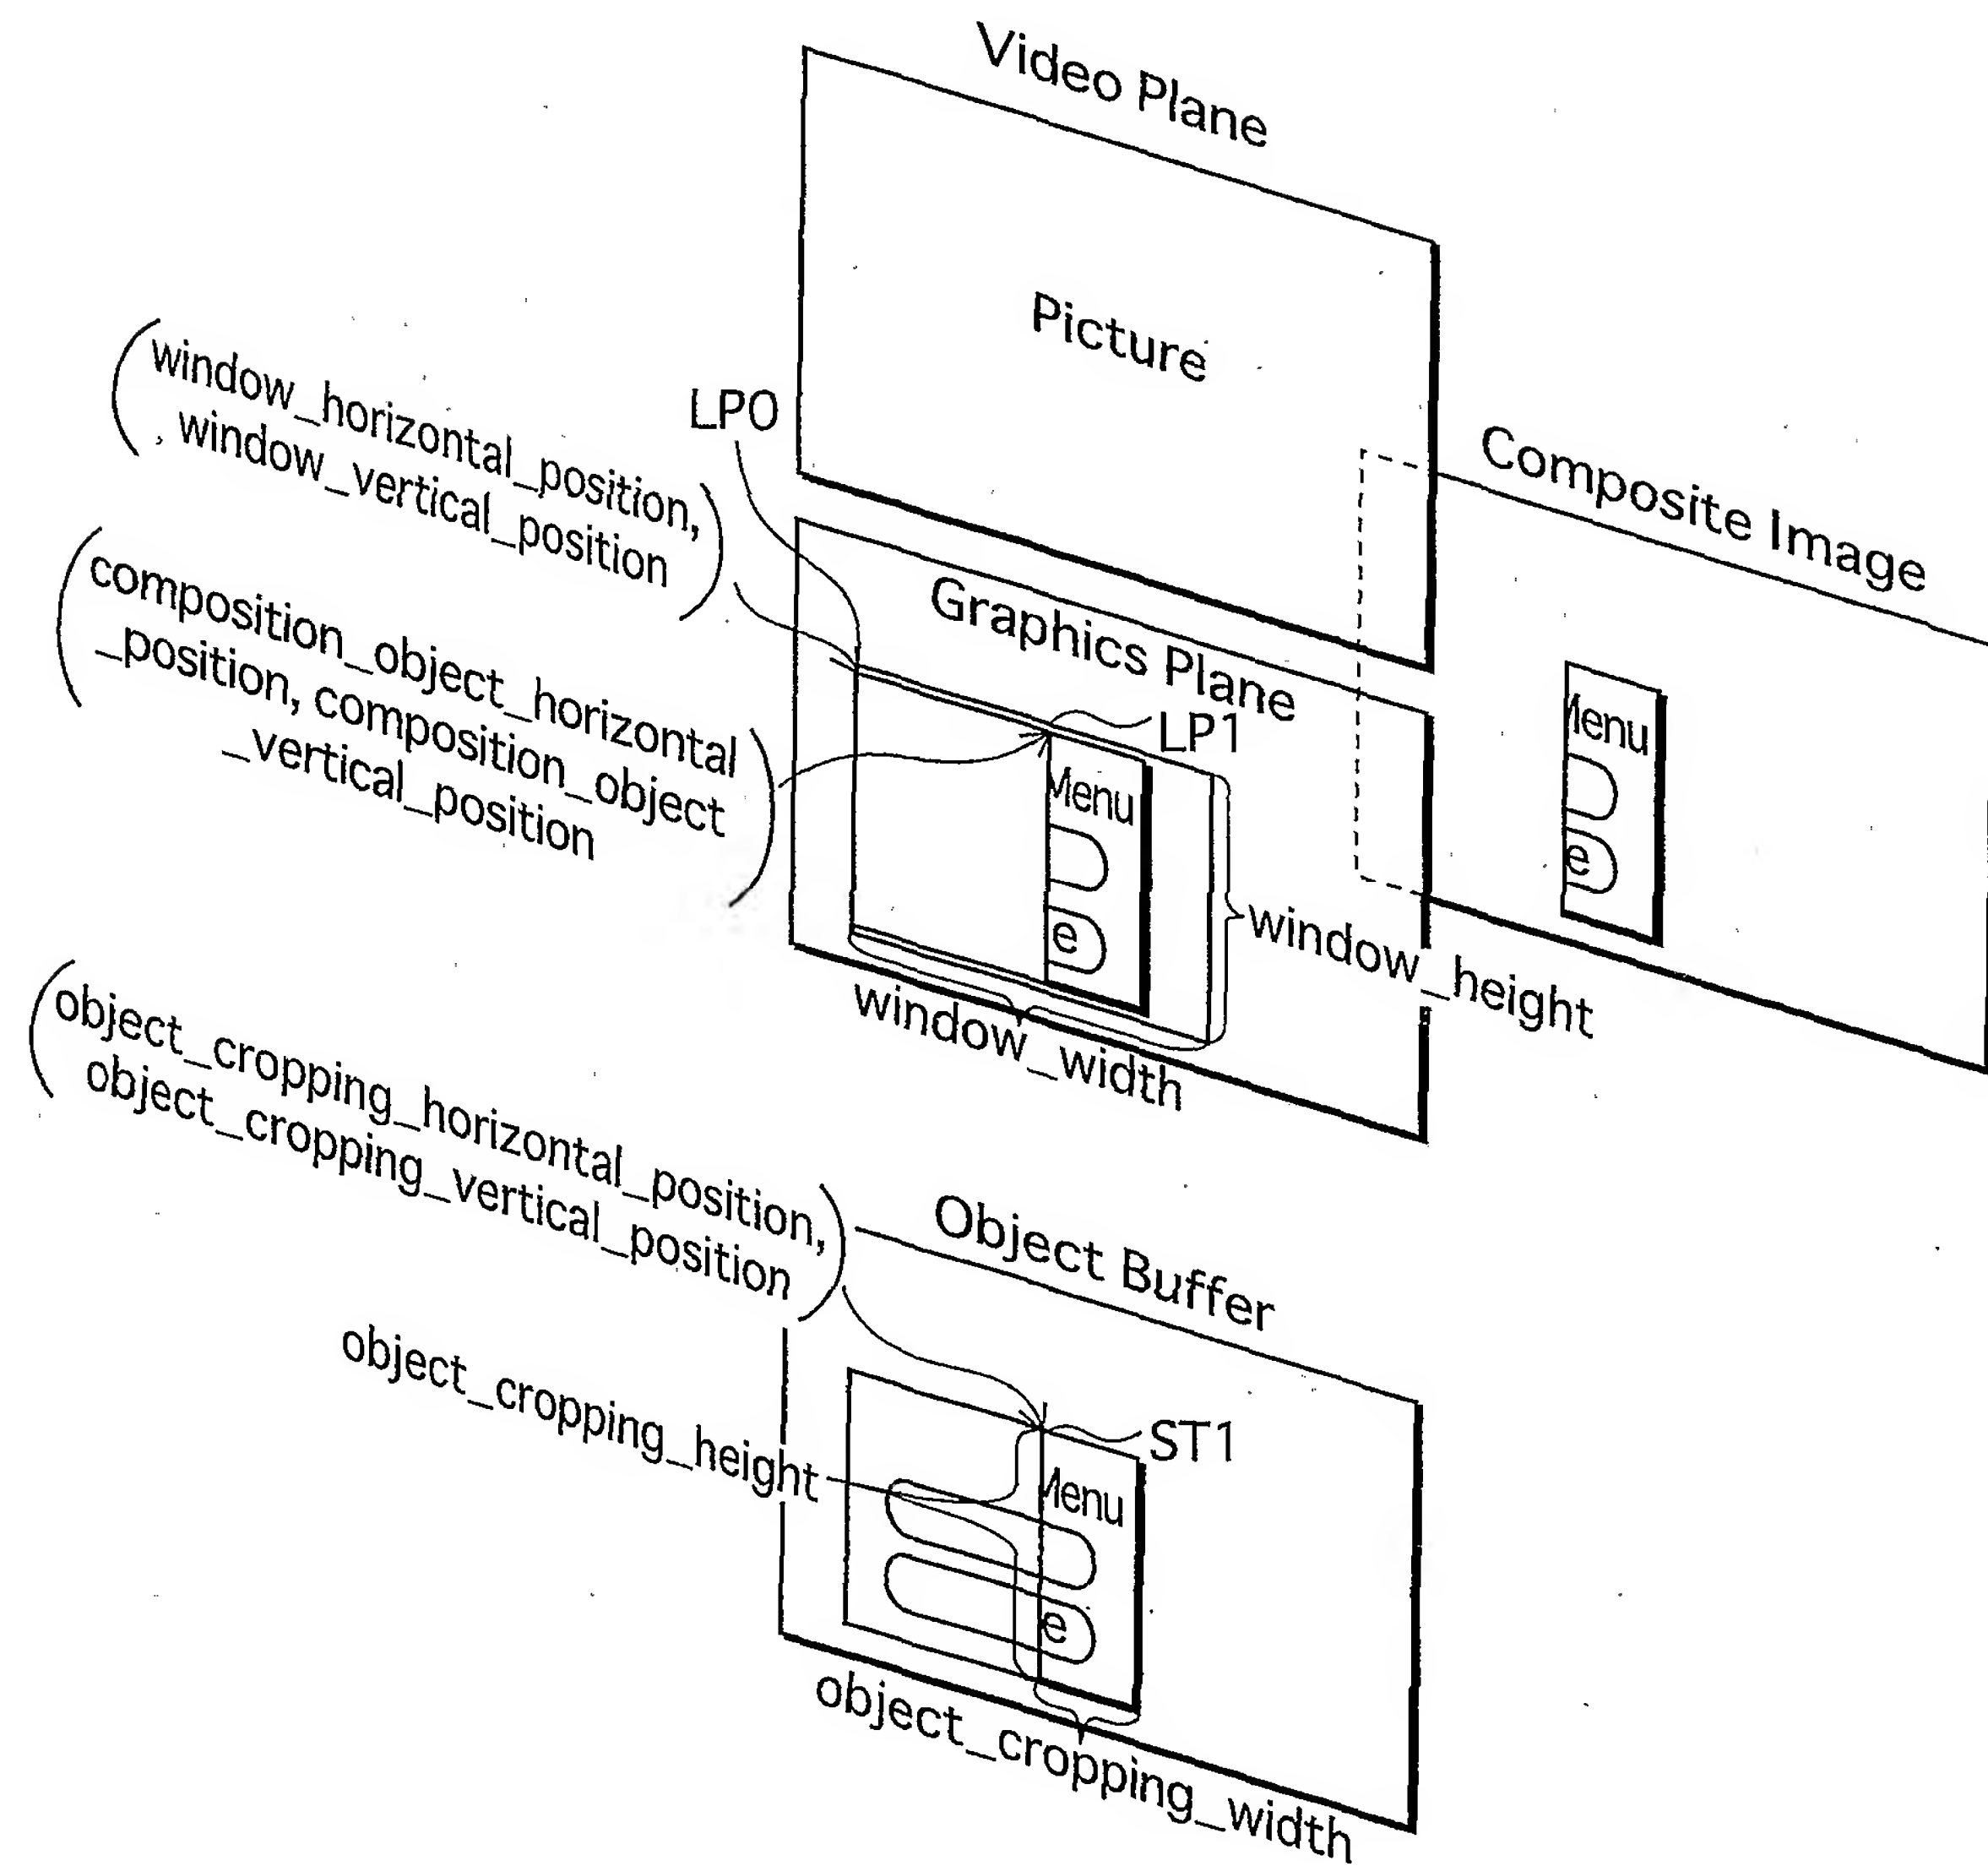 Video Plane
Picture
LP0
(window_horizontal_position,
, window_vertical_position)
Composite Image
Graphics Plane
(composition_object_horizontal
_position, composition_object
_vertical_position)
LP1
Menu
e
Menu
e
window_height
window_width
(object_cropping_horizontal_position,
object_cropping_vertical_position)
Object Buffer
object_cropping_height
ST1
Menu
e
object_cropping_width